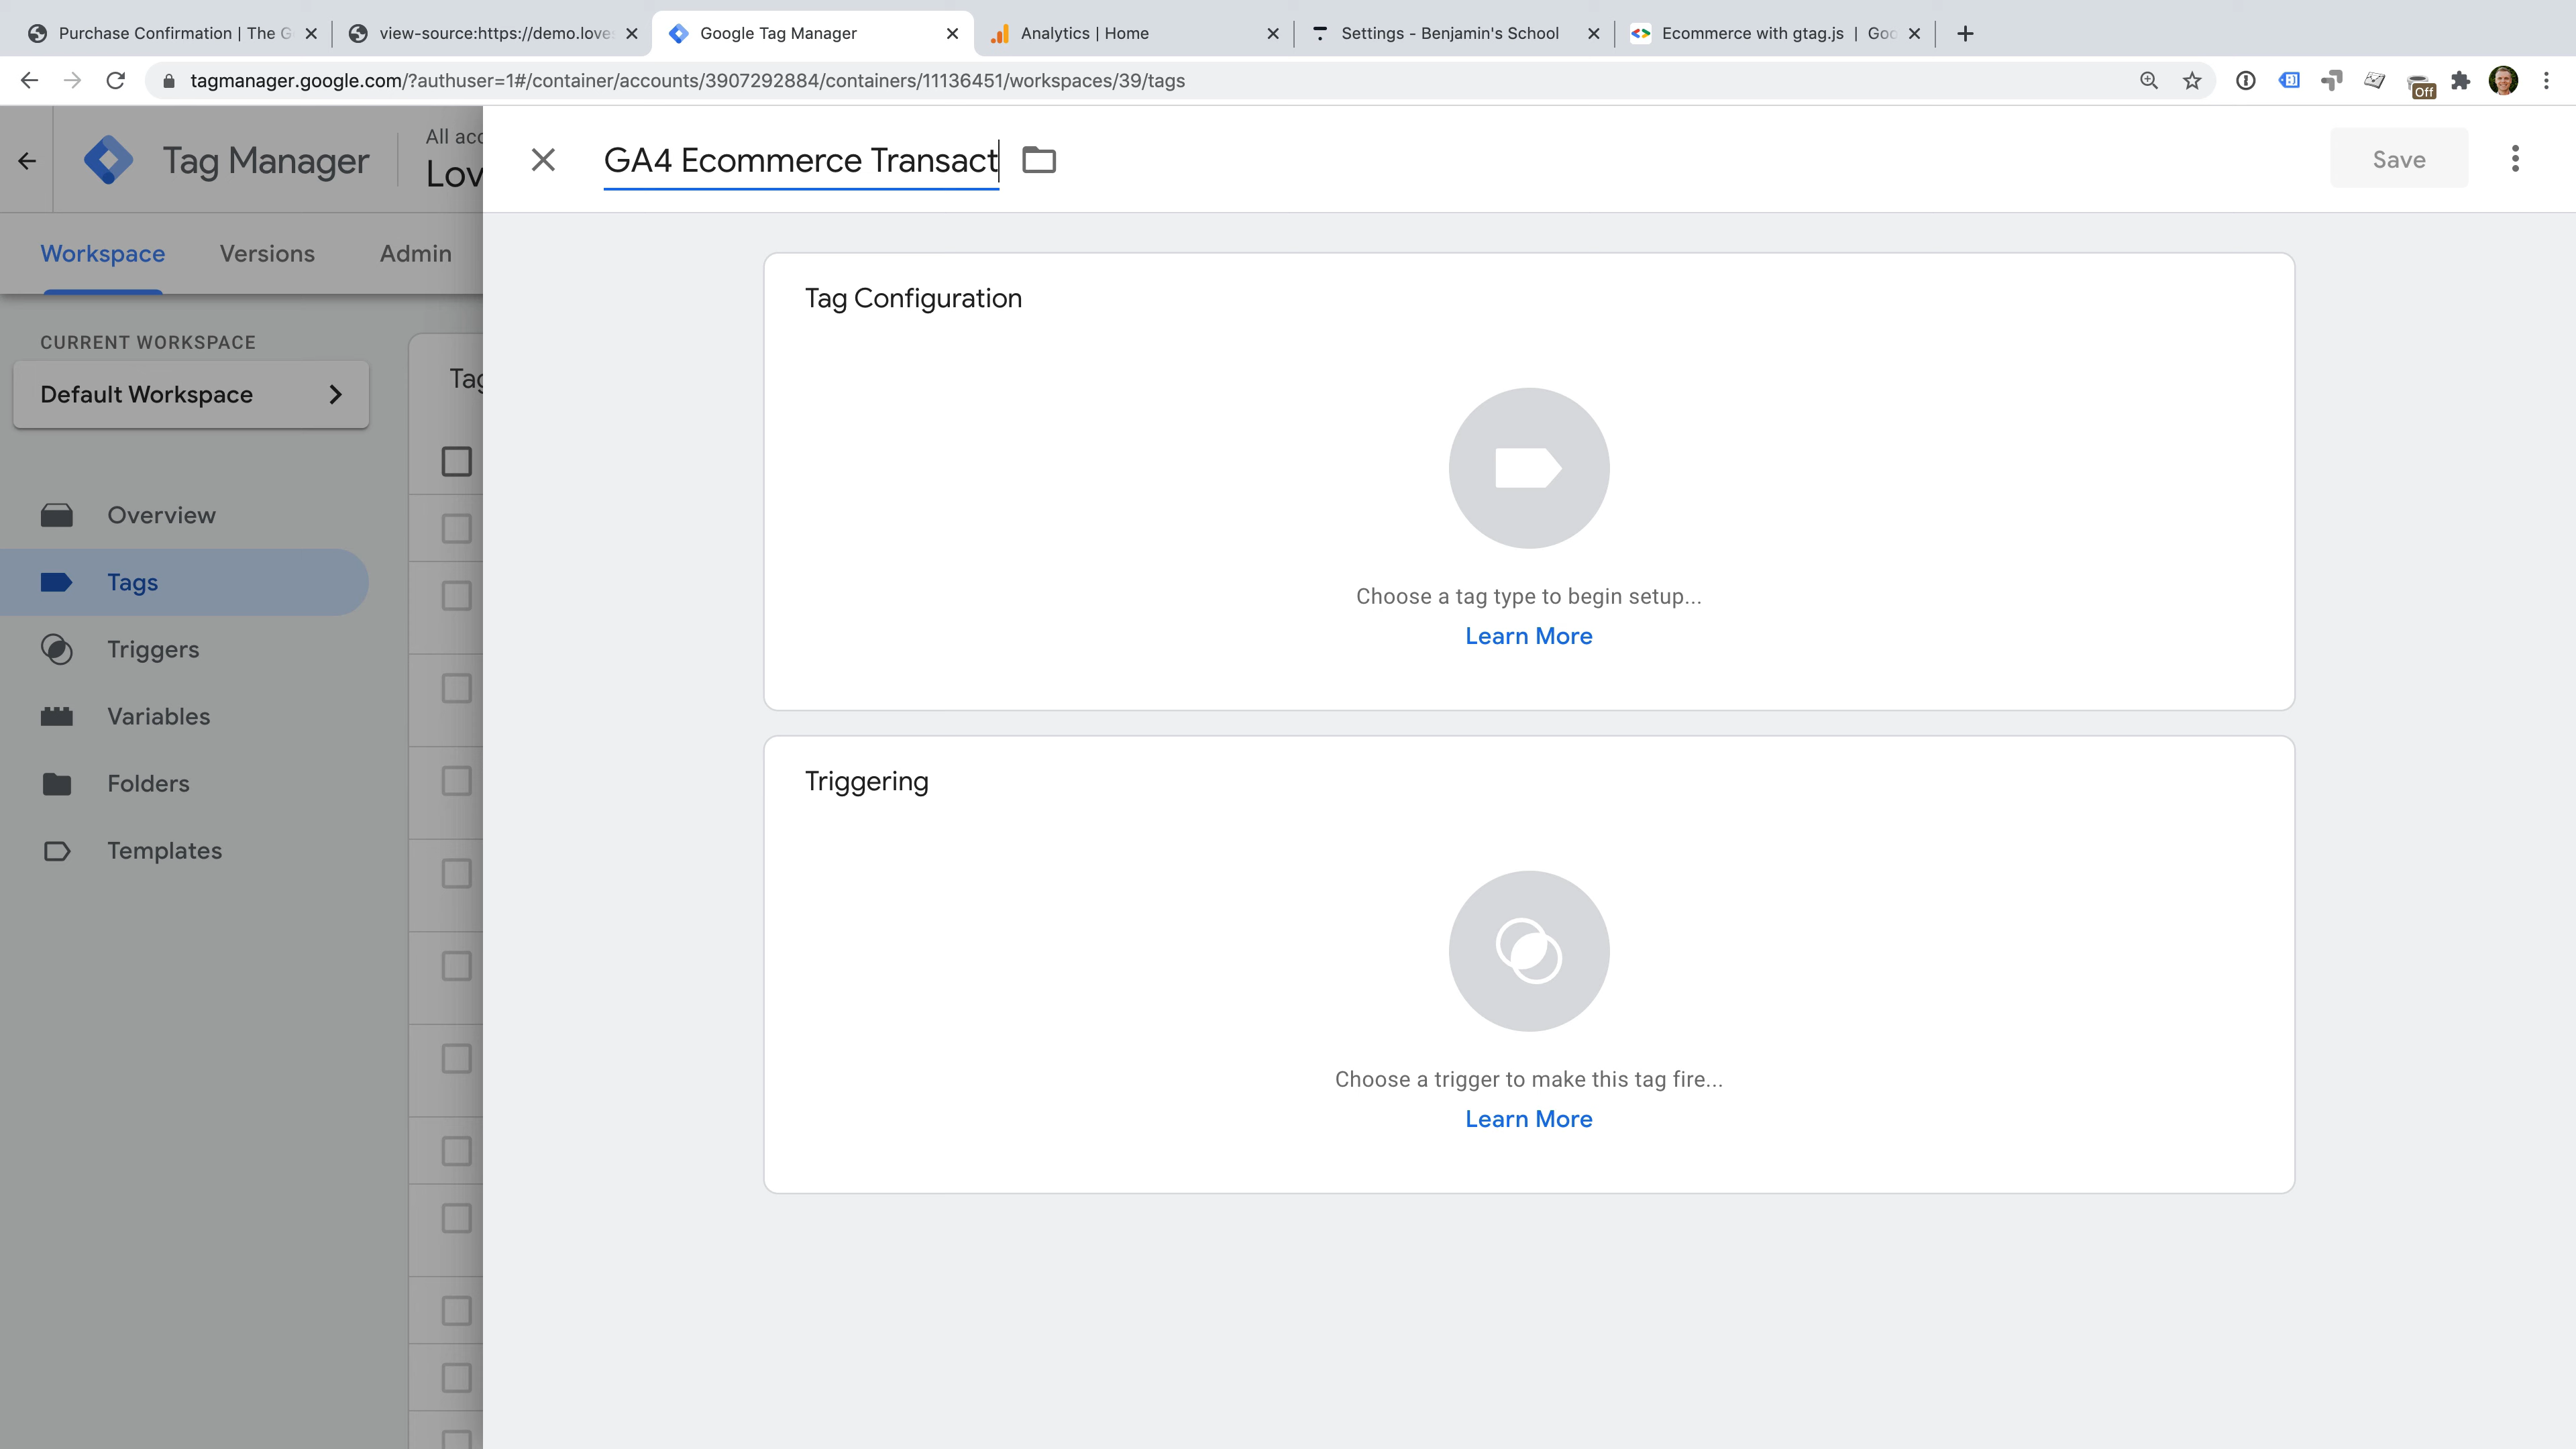 Purchase Confirmation | The G
view-source:https://demo.loves
Google Tag Manager
Analytics | Home
Settings - Benjamin's School
Ecommerce with gtag.js | Goo
tagmanager.google.com/?authuser=1#/container/accounts/3907292884/containers/11136451/workspaces/39/tags
Off
Tag Manager
All acc
Lov
GA4 Ecommerce Transact
Save
Workspace
Versions
Admin
CURRENT WORKSPACE
Default Workspace
Overview
Tags
Triggers
Variables
Folders
Templates
Tag
Tag Configuration
Choose a tag type to begin setup...
Learn More
Triggering
Choose a trigger to make this tag fire...
Learn More